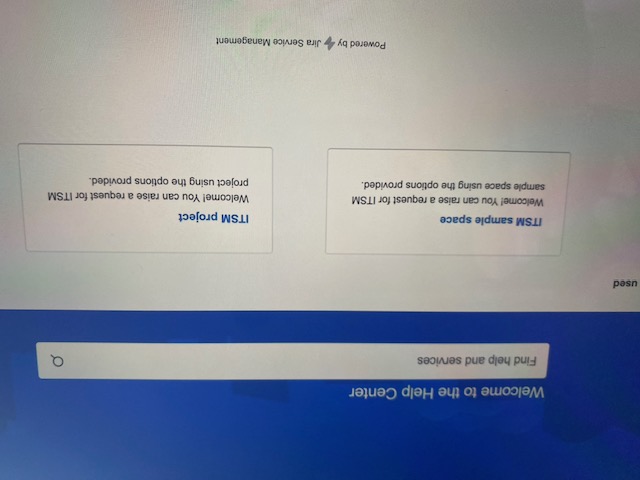 Welcome to the Help Center
Find help and services
used
ITSM sample space
Welcome! You can raise a request for ITSM
sample space using the options provided.
ITSM project
Welcome! You can raise a request for ITSM
project using the options provided.
Powered by Jira Service Management